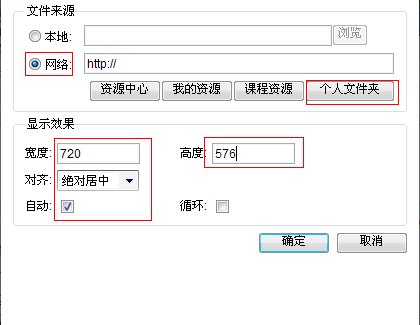 文件来源
本地: 浏览
网络: http://
资源中心 我的资源 课程资源 个人文件夹
显示效果
宽度: 720 高度: 576
对齐: 绝对居中
自动: 循环:
确定 取消